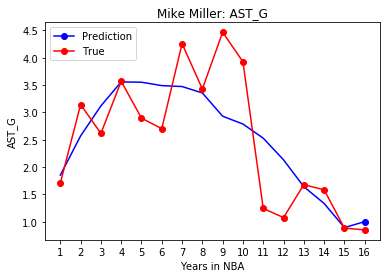 Mike Miller: AST_G
Prediction
True
4.5
4.0
3.5
3.0
2.5
2.0
1.5
1.0
AST_G
1 2 3 4 5 6 7 8 9 10 11 12 13 14 15 16
Years in NBA